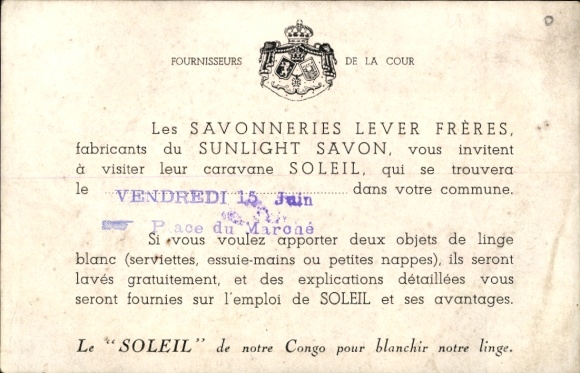 FOURNISSEURS DE LA COUR
Les SAVONNERIES LEVER FRÈRES,
fabricants du SUNLIGHT SAVON, vous invitent
à visiter leur caravane SOLEIL, qui se trouvera
le VENDREDI 15 Juin dans votre commune.
Place du Marché
Si vous voulez apporter deux objets de linge
blanc (serviettes, essuie-mains ou petites nappes), ils seront
lavés gratuitement, et des explications détaillées vous
seront fournies sur l'emploi de SOLEIL et ses avantages.
Le "SOLEIL" de notre Congo pour blanchir notre linge.